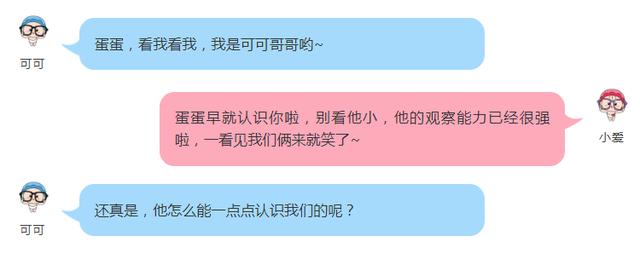 蛋蛋，看我看我，我是可可哥哥哟~
可可
蛋蛋早就认识你啦，别看他小，他的观察能力已经很强
啦，一看见我们俩来就笑了~
小爱
还真是，他怎么能一点点认识我们的呢？
可可